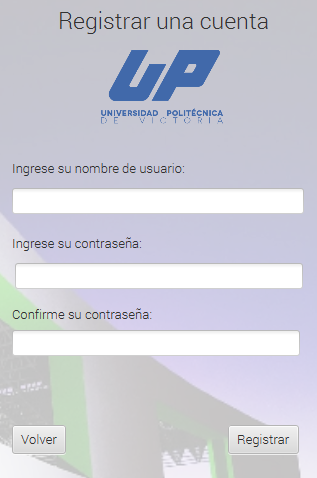 Registrar una cuenta
UP
UNIVERSIDAD POLITÉCNICA
DE VICTORIA
Ingrese su nombre de usuario:
Ingrese su contraseña:
Confirme su contraseña:
Volver
Registrar